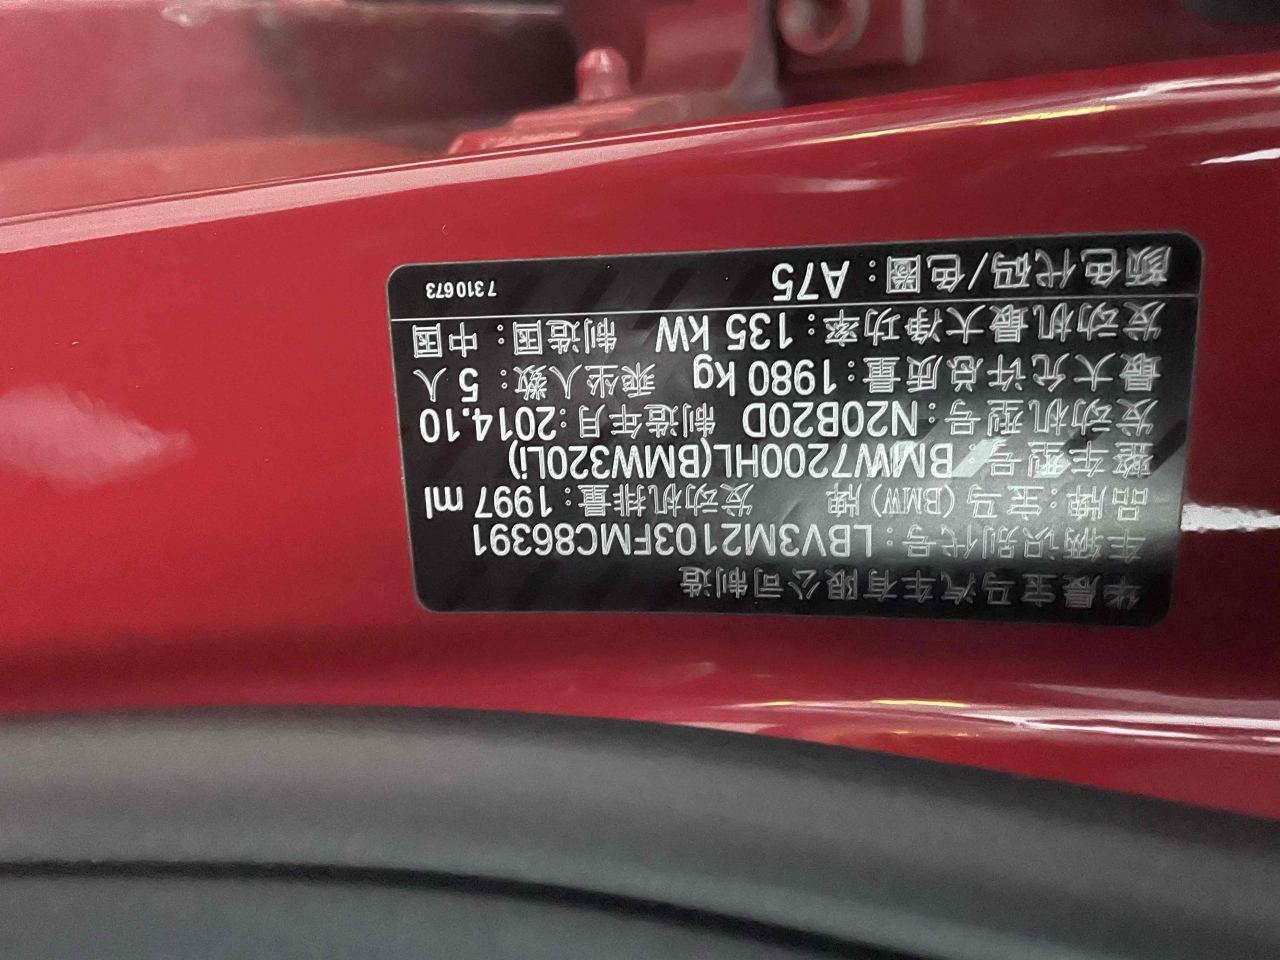 华晨宝马汽车有限公司制造
车辆识别代号：LBV3M2103FMC86391
品牌：宝马（BMW）牌 发动机排量：1997 ml
整车型号：BMW7200HL(BMW320Li)
发动机型号：N20B20D 制造年月：2014.10
最大允许总质量：1980 kg 乘坐人数：5 人
发动机最大净功率：135 kW 制造国：中国
颜色代码/色圈：A75 7310673